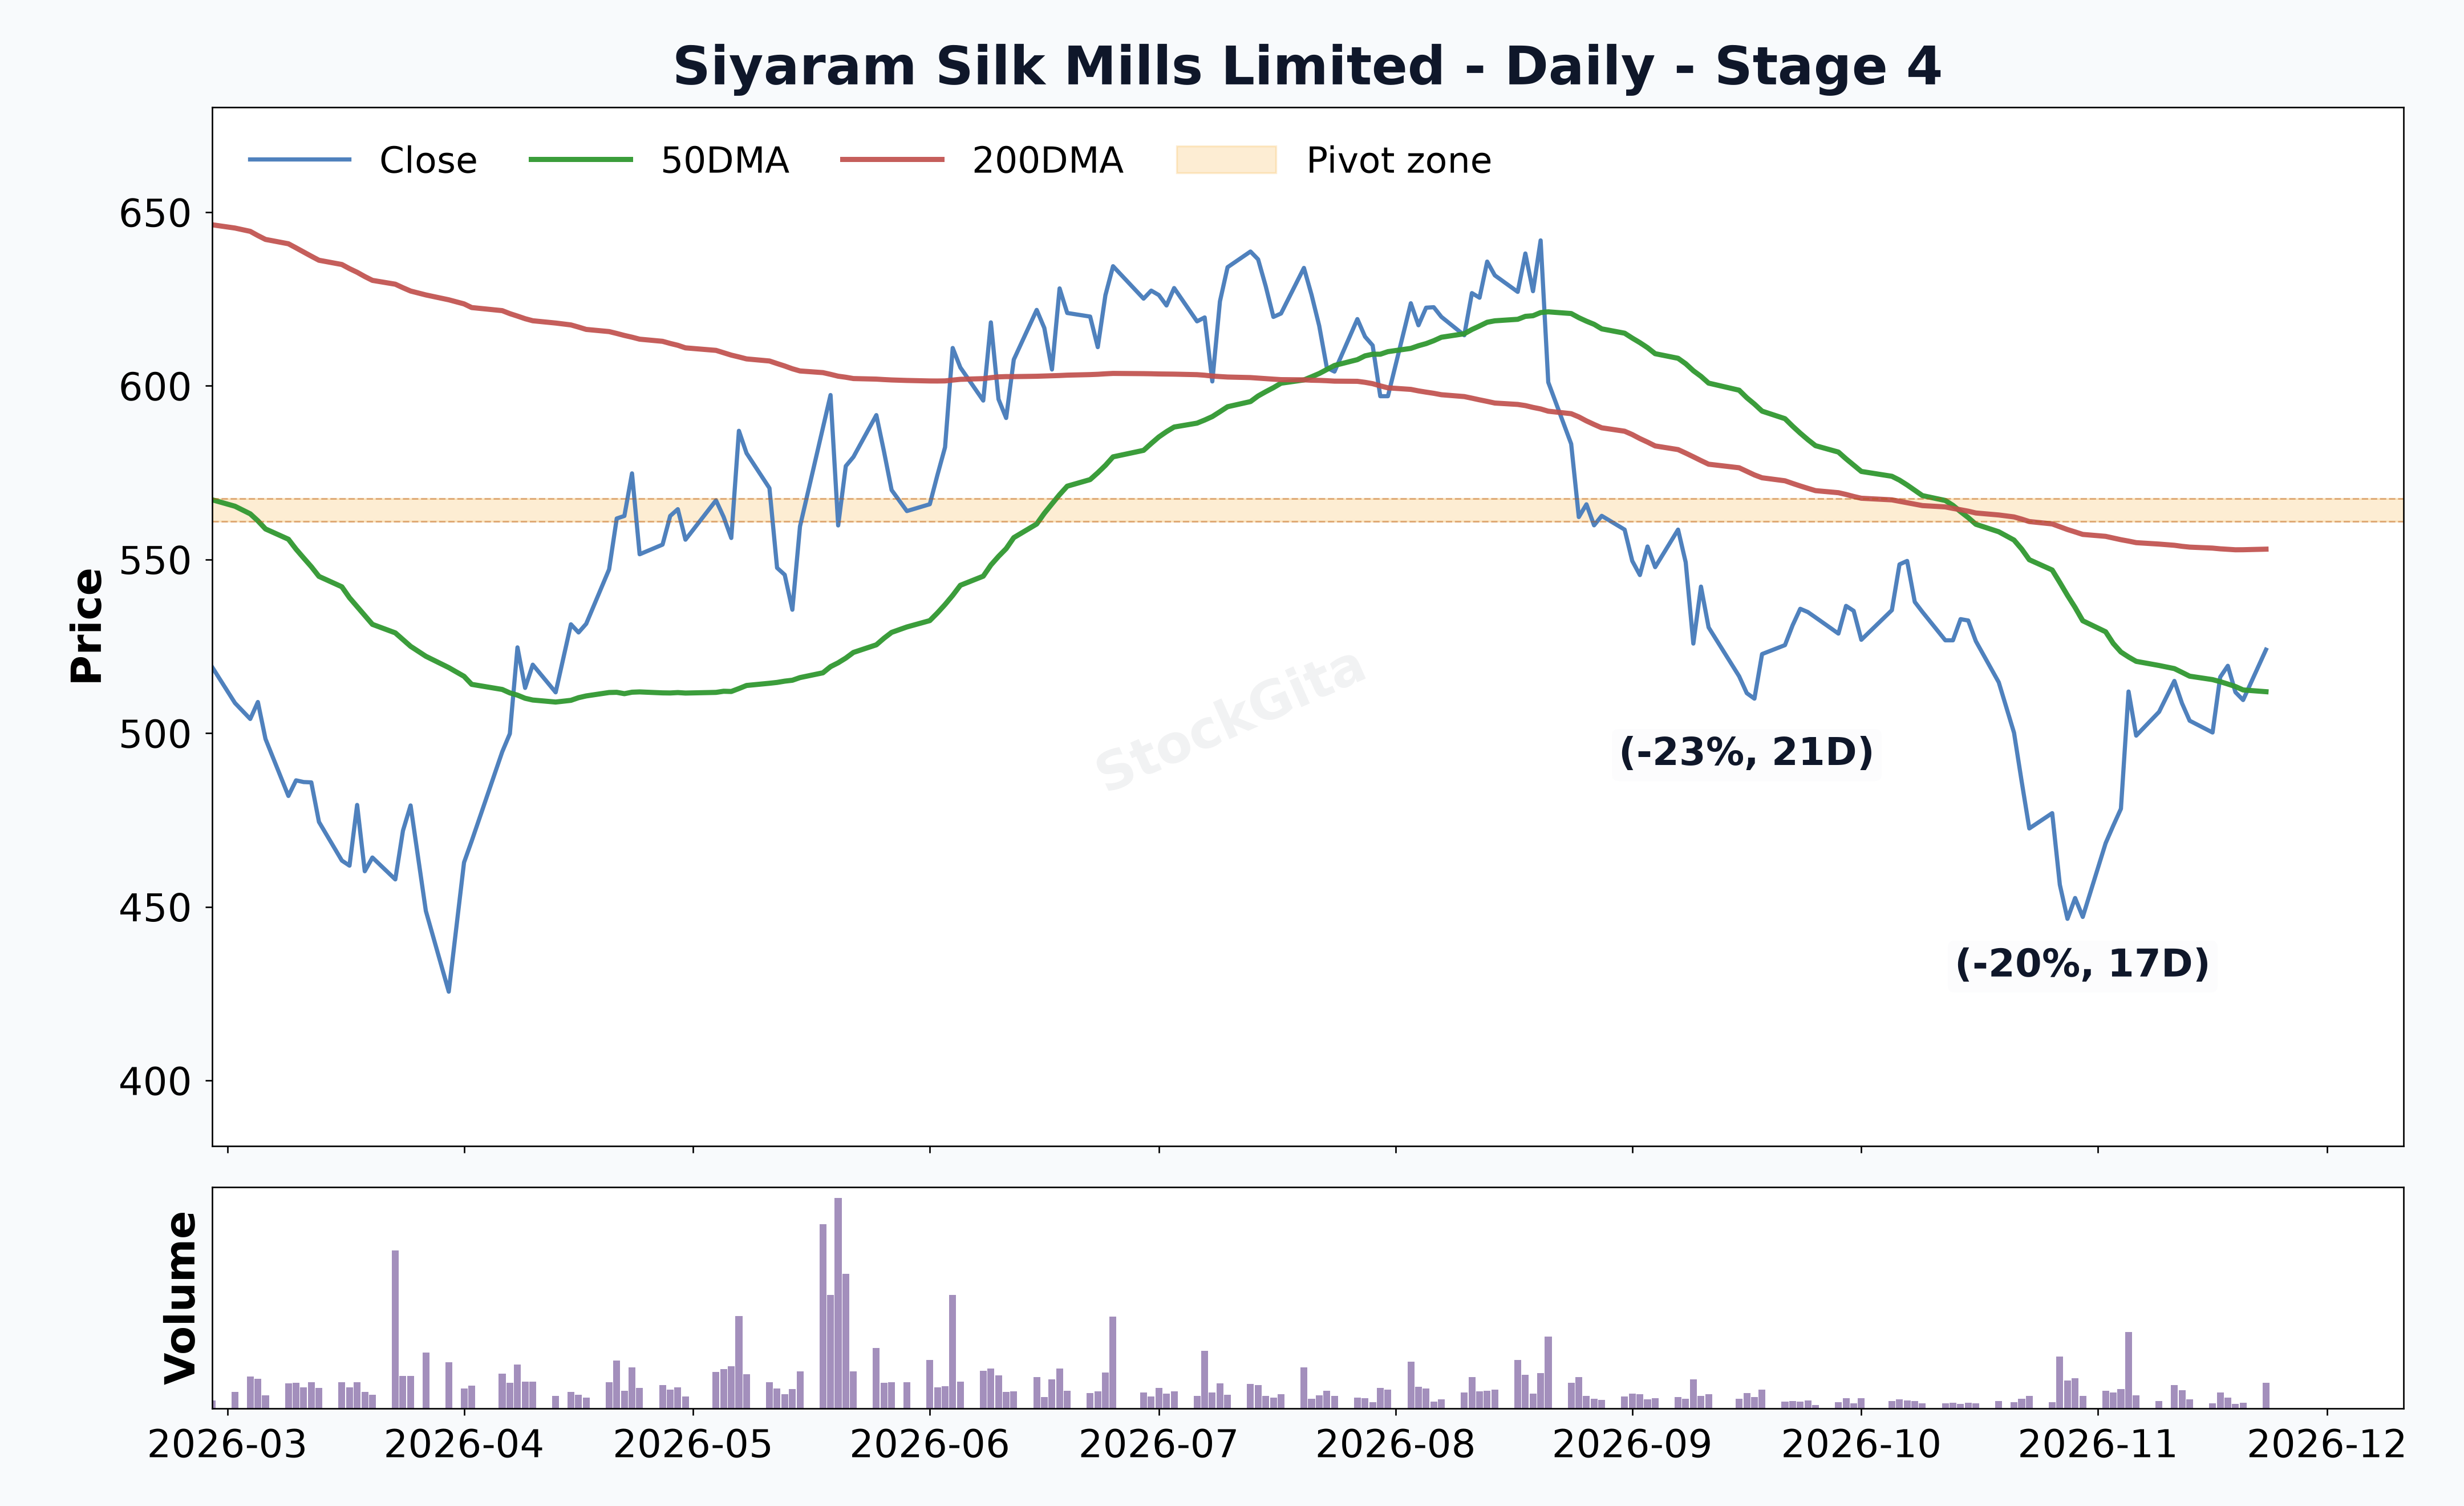 Siyaram Silk Mills Limited - Daily - Stage 4
Close 50DMA 200DMA Pivot zone
650
600
550
500
450
400
Price
StockGita
(-23%, 21D)
(-20%, 17D)
Volume
2026-03 2026-04 2026-05 2026-06 2026-07 2026-08 2026-09 2026-10 2026-11 2026-12